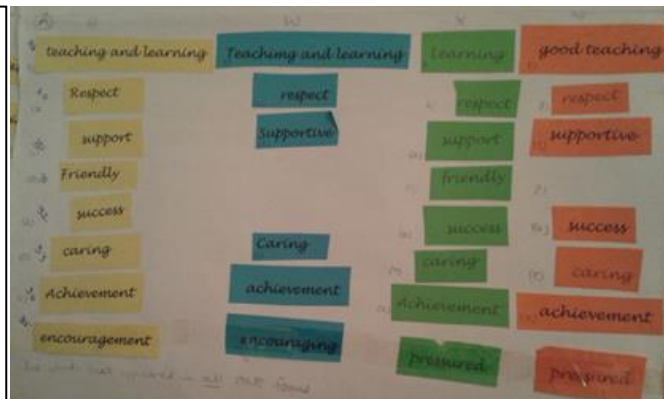 teaching and learning Teaching and learning Learning good teaching
Respect respect respect respect
support Supportive support supportive
Friendly friendly
success success success
caring Caring caring caring
Achievement achievement Achievement achievement
encouragement encouraging pressured pressured